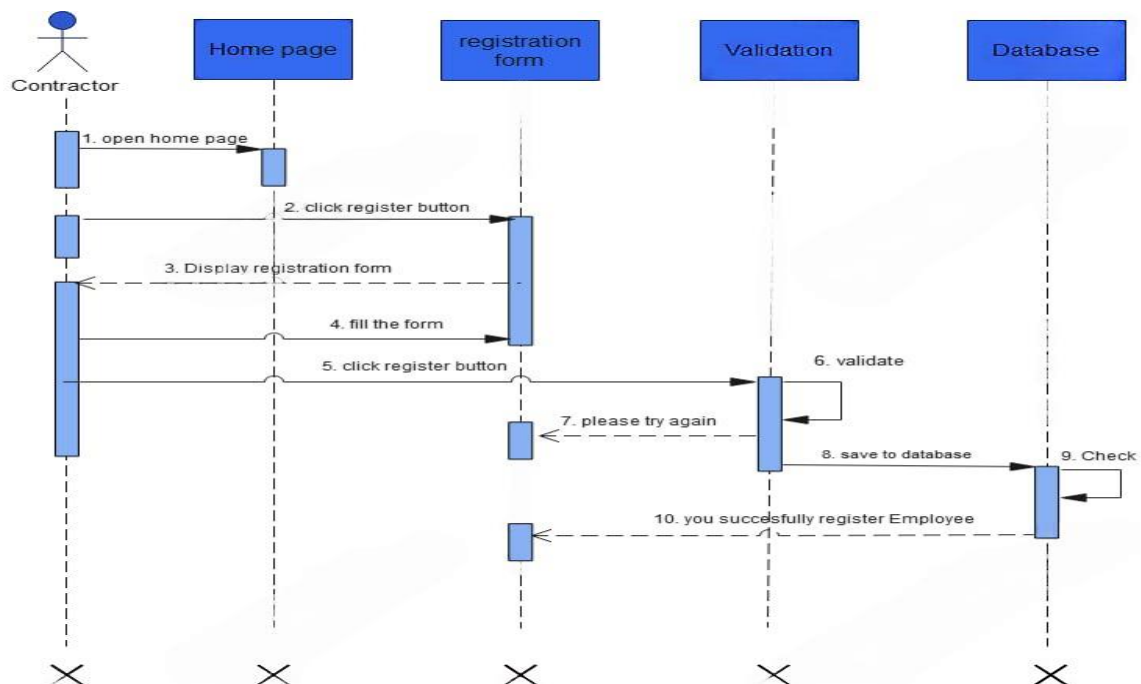 Home page
registration
form
Validation
Database
Contractor
1. open home page
2. click register button
3. Display registration form
4. fill the form
5. click register button
6. validate
7. please try again
8. save to database
9. Check
10. you succesfully register Employee